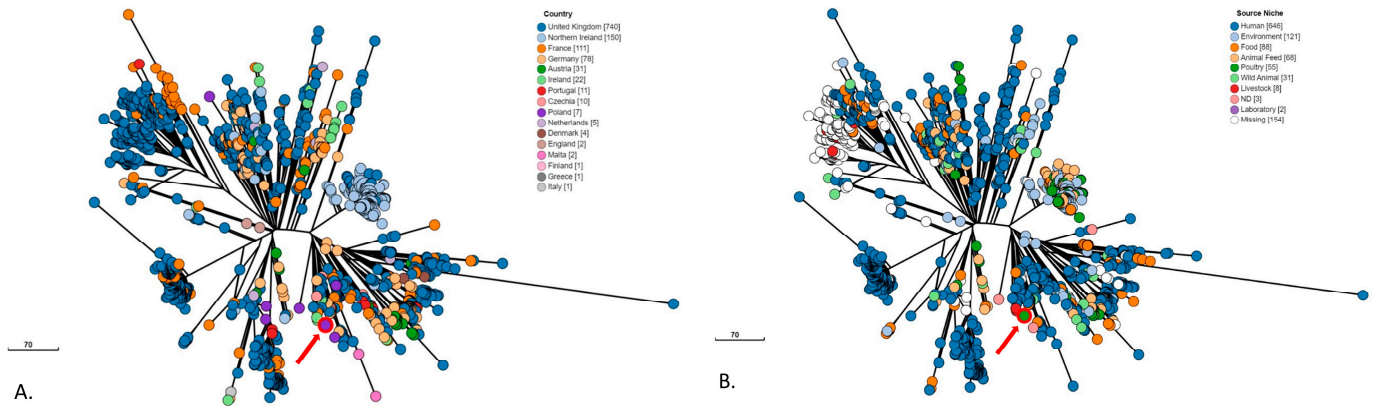 Country
United Kingdom [740]
Northern Ireland [150]
France [111]
Germany [78]
Austria [31]
Ireland [22]
Portugal [11]
Czechia [10]
Poland [7]
Netherlands [5]
Denmark [4]
England [2]
Malta [2]
Finland [1]
Greece [1]
Italy [1]
70
A.
Source Niche
Human [646]
Environment [121]
Food [88]
Animal Feed [68]
Poultry [55]
Wild Animal [31]
Livestock [8]
ND [3]
Laboratory [2]
Missing [154]
70
B.